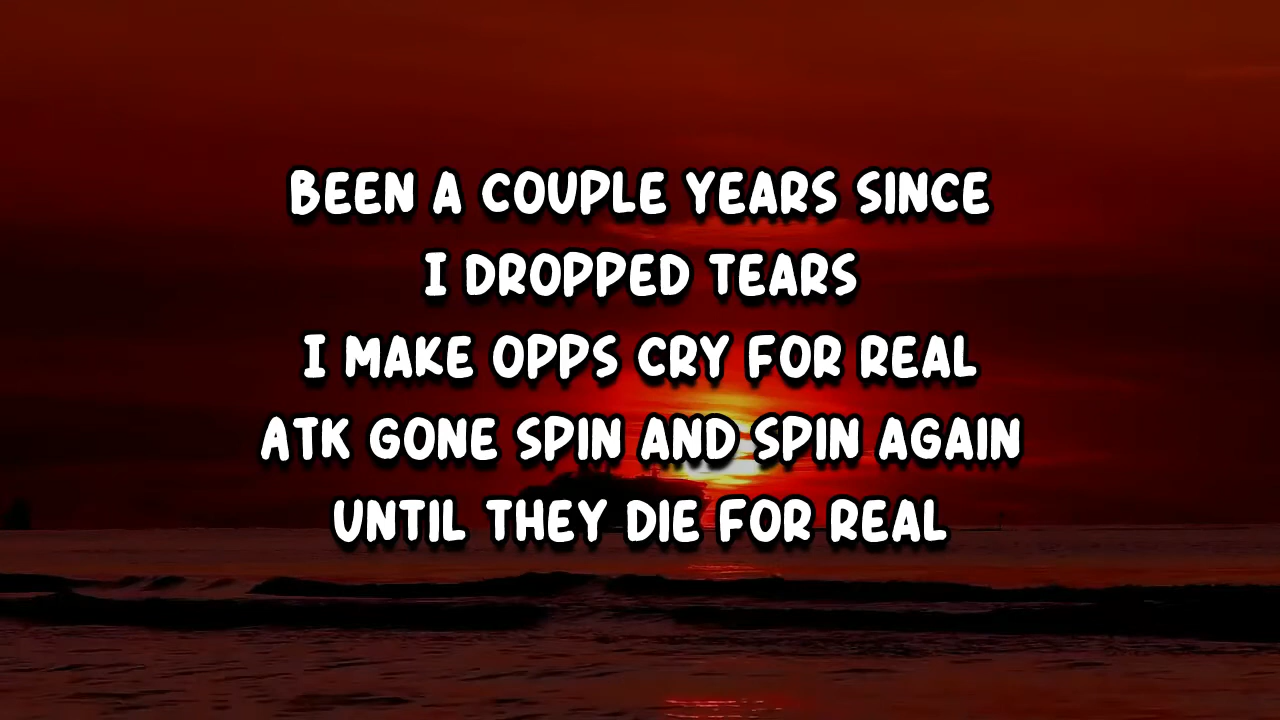 BEEN A COUPLE YEARS SINCE
I DROPPED TEARS
I MAKE OPPS CRY FOR REAL
ATK GONE SPIN AND SPIN AGAIN
UNTIL THEY DIE FOR REAL